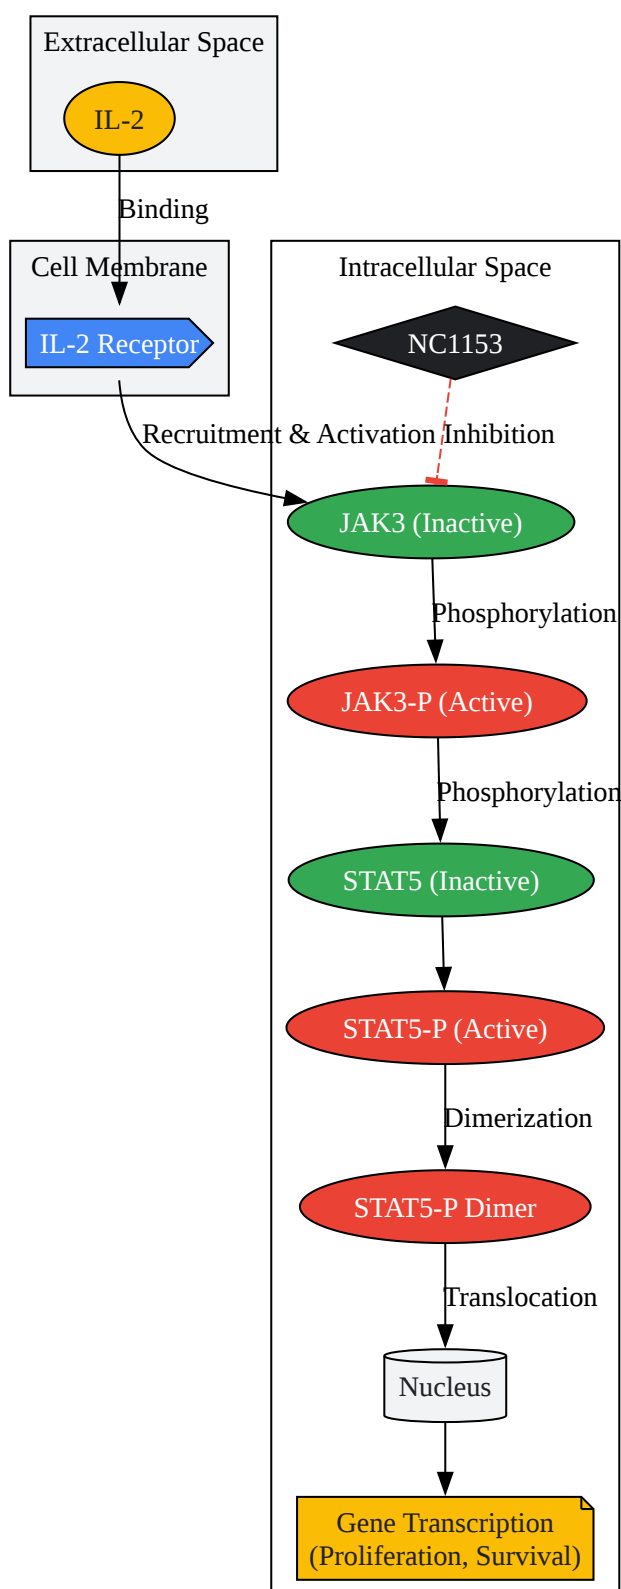 Extracellular Space
IL-2
Binding
Cell Membrane
IL-2 Receptor
Intracellular Space
NC1153
Recruitment & Activation
Inhibition
JAK3 (Inactive)
Phosphorylation
JAK3-P (Active)
Phosphorylation
STAT5 (Inactive)
STAT5-P (Active)
Dimerization
STAT5-P Dimer
Translocation
Nucleus
Gene Transcription
(Proliferation, Survival)